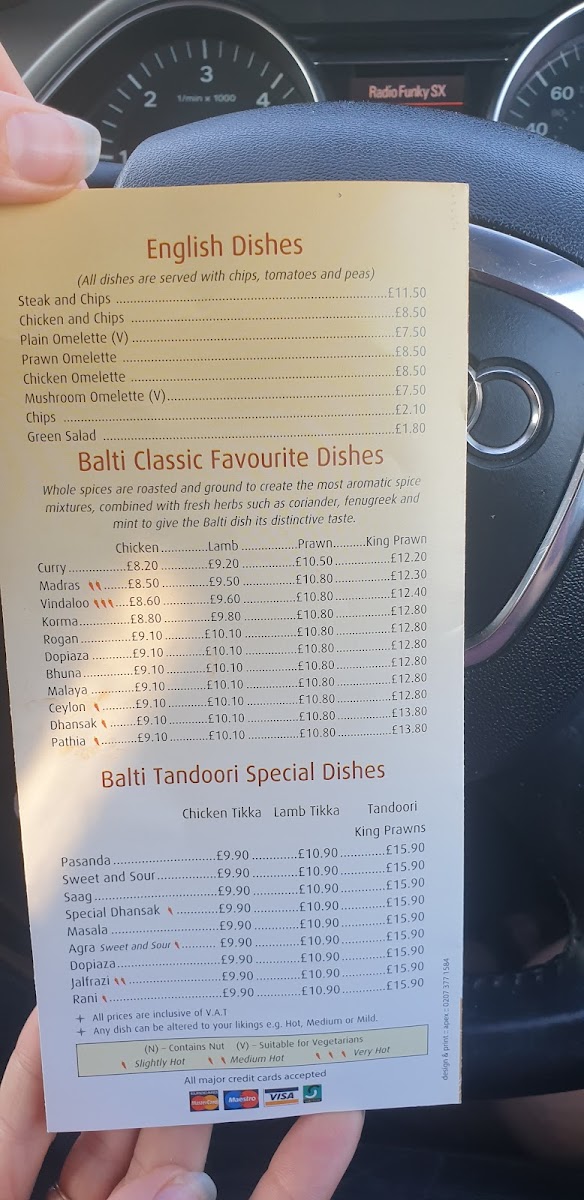 3
2
4
1/min x 1000
1
Radio Funky SX
60
40
English Dishes
(All dishes are served with chips, tomatoes and peas)
Steak and Chips ........ £11.50
Chicken and Chips ........ £8.50
Plain Omelette (V) ........ £7.50
Prawn Omelette ........ £8.50
Chicken Omelette ........ £8.50
Mushroom Omelette (V) ........ £7.50
Chips ........ £2.10
Green Salad ........ £1.80
Balti Classic Favourite Dishes
Whole spices are roasted and ground to create the most aromatic spice
mixtures, combined with fresh herbs such as coriander, fenugreek and
mint to give the Balti dish its distinctive taste.
Chicken ........ Lamb ........ Prawn ........ King Prawn
Curry ........ £8.20 ........ £9.20 ........ £10.50 ........ £12.20
Madras ........ £8.50 ........ £9.50 ........ £10.80 ........ £12.30
Vindaloo ........ £8.60 ........ £9.60 ........ £10.80 ........ £12.40
Korma ........ £8.80 ........ £9.80 ........ £10.80 ........ £12.80
Rogan ........ £9.10 ........ £10.10 ........ £10.80 ........ £12.80
Dopiaza ........ £9.10 ........ £10.10 ........ £10.80 ........ £12.80
Bhuna ........ £9.10 ........ £10.10 ........ £10.80 ........ £12.80
Malaya ........ £9.10 ........ £10.10 ........ £10.80 ........ £12.80
Ceylon ........ £9.10 ........ £10.10 ........ £10.80 ........ £12.80
Dhansak ........ £9.10 ........ £10.10 ........ £10.80 ........ £13.80
Pathia ........ £9.10 ........ £10.10 ........ £10.80 ........ £13.80
Balti Tandoori Special Dishes
Chicken Tikka Lamb Tikka Tandoori
King Prawns
Pasanda ........ £9.90 ........ £10.90 ........ £15.90
Sweet and Sour ........ £9.90 ........ £10.90 ........ £15.90
Saag ........ £9.90 ........ £10.90 ........ £15.90
Special Dhansak ........ £9.90 ........ £10.90 ........ £15.90
Masala ........ £9.90 ........ £10.90 ........ £15.90
Agra Sweet and Sour ........ £9.90 ........ £10.90 ........ £15.90
Dopiaza ........ £9.90 ........ £10.90 ........ £15.90
Jalfrazi ........ £9.90 ........ £10.90 ........ £15.90
Rani ........ £9.90 ........ £10.90 ........ £15.90
All prices are inclusive of V.A.T
Any dish can be altered to your likings e.g. Hot, Medium or Mild.
(N) – Contains Nut (V) – Suitable for Vegetarians
Slightly Hot Medium Hot Very Hot
All major credit cards accepted
MasterCard Maestro VISA
design & print :: apex :: 0207 377 1584